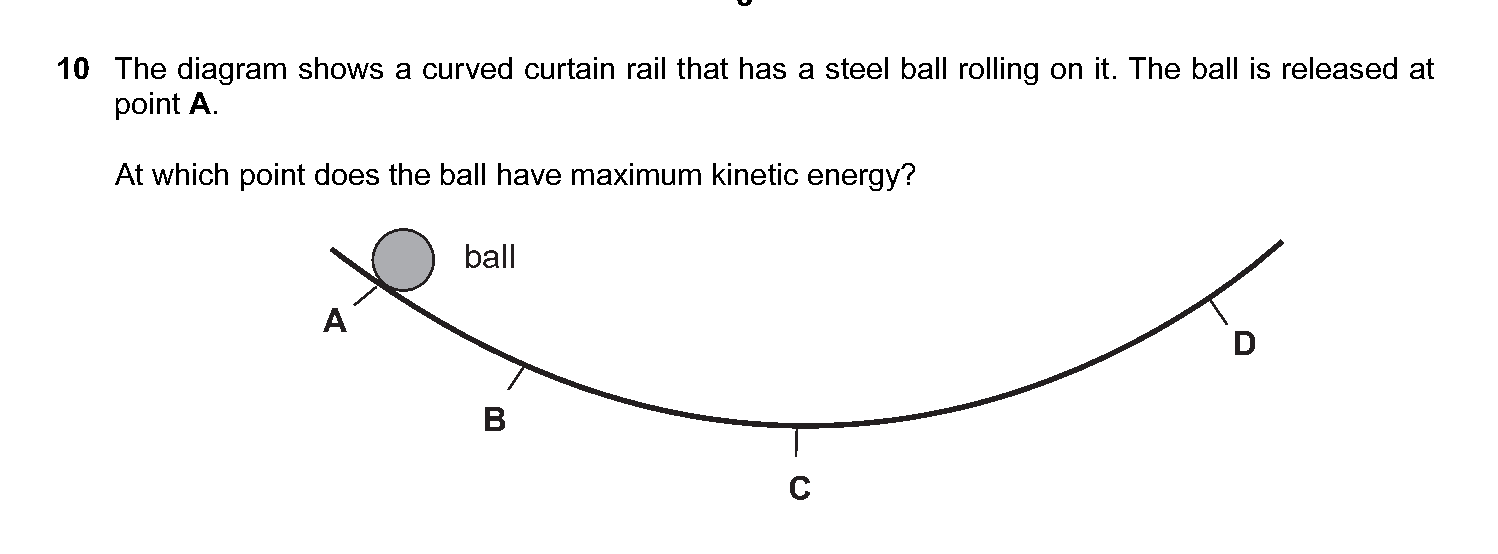 10 The diagram shows a curved curtain rail that has a steel ball rolling on it. The ball is released at
point A.
At which point does the ball have maximum kinetic energy?
ball
A
B
C
D